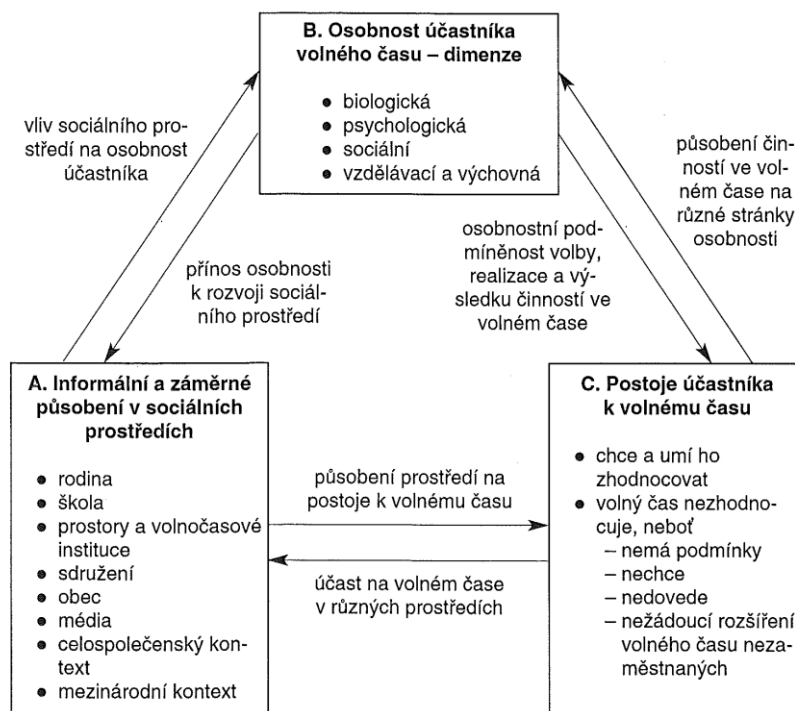 B. Osobnost účastníka
volného času – dimenze
● biologická
● psychologická
● sociální
● vzdělávací a výchovná
vliv sociálního pro-
středí na osobnost
účastníka
působení čin-
ností ve vol-
ném čase na
různé stránky
osobnosti
přínos osobnosti
k rozvoji sociál-
ního prostředí
osobnostní pod-
míněnost volby,
realizace a vý-
sledku činností ve
volném čase
A. Informální a záměrné
působení v sociálních
prostředích
● rodina
● škola
● prostory a volnočasové
instituce
● sdružení
● obec
● média
● celospolečenský kon-
text
● mezinárodní kontext
působení prostředí na
postoje k volnému času
účast na volném čase
v různých prostředích
C. Postoje účastníka
k volnému času
● chce a umí ho
zhodnocovat
● volný čas nezhodno-
cuje, neboť
– nemá podmínky
– nechce
– nedovede
– nežádoucí rozšíření
volného času neza-
městnaných